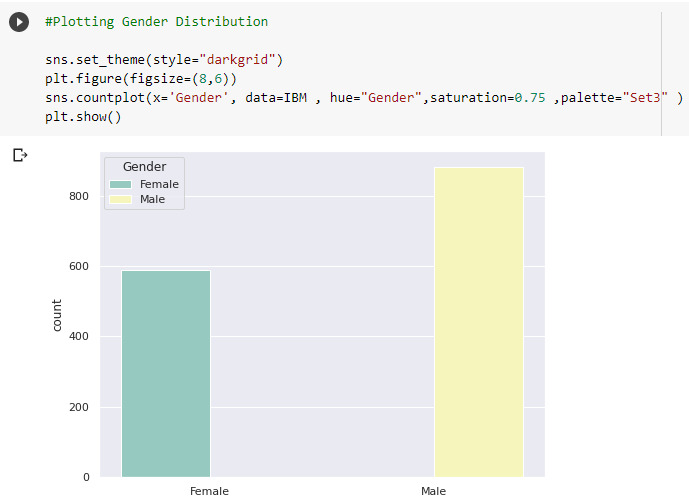 #Plotting Gender Distribution
sns.set_theme(style="darkgrid")
plt.figure(figsize=(8,6))
sns.countplot(x='Gender', data=IBM , hue="Gender",saturation=0.75 ,palette="Set3" )
plt.show()
Gender
Female
Male
800
600
400
200
0
count
Female Male